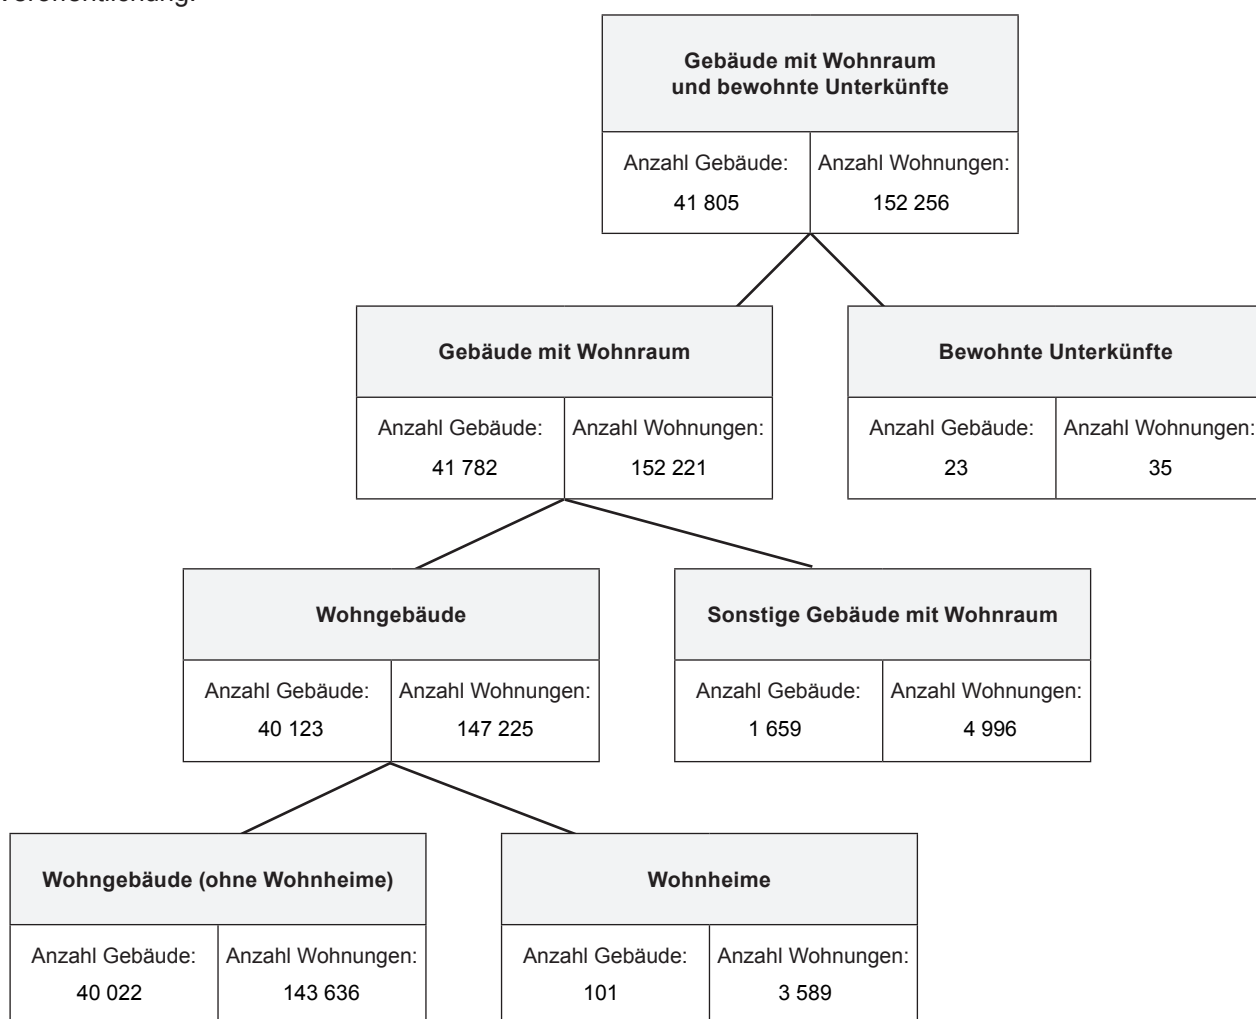 Veröffentlichung.
Gebäude mit Wohnraum
und bewohnte Unterkünfte
Anzahl Gebäude: Anzahl Wohnungen:
41 805 152 256
Gebäude mit Wohnraum Bewohnte Unterkünfte
Anzahl Gebäude: Anzahl Wohnungen: Anzahl Gebäude: Anzahl Wohnungen:
41 782 152 221 23 35
Wohngebäude Sonstige Gebäude mit Wohnraum
Anzahl Gebäude: Anzahl Wohnungen: Anzahl Gebäude: Anzahl Wohnungen:
40 123 147 225 1 659 4 996
Wohngebäude (ohne Wohnheime) Wohnheime
Anzahl Gebäude: Anzahl Wohnungen: Anzahl Gebäude: Anzahl Wohnungen:
40 022 143 636 101 3 589